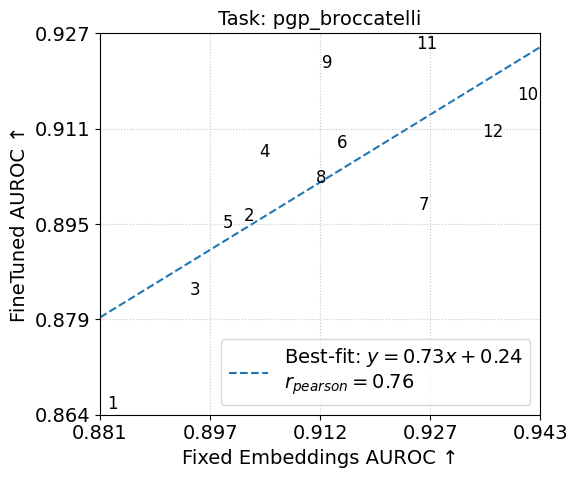 Task: pgp_broccatelli
0.927
11
9
10
0.911
12
6
4
8
7
0.895
2
5
3
0.879
1
0.864
FineTuned AUROC ↑
Best-fit: y = 0.73x + 0.24
r_pearson = 0.76
0.881 0.897 0.912 0.927 0.943
Fixed Embeddings AUROC ↑